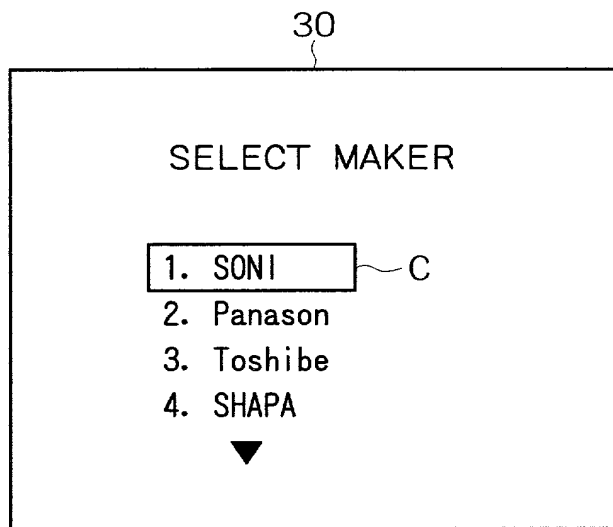 30
SELECT MAKER
1. SONI C
2. Panason
3. Toshibe
4. SHAPA